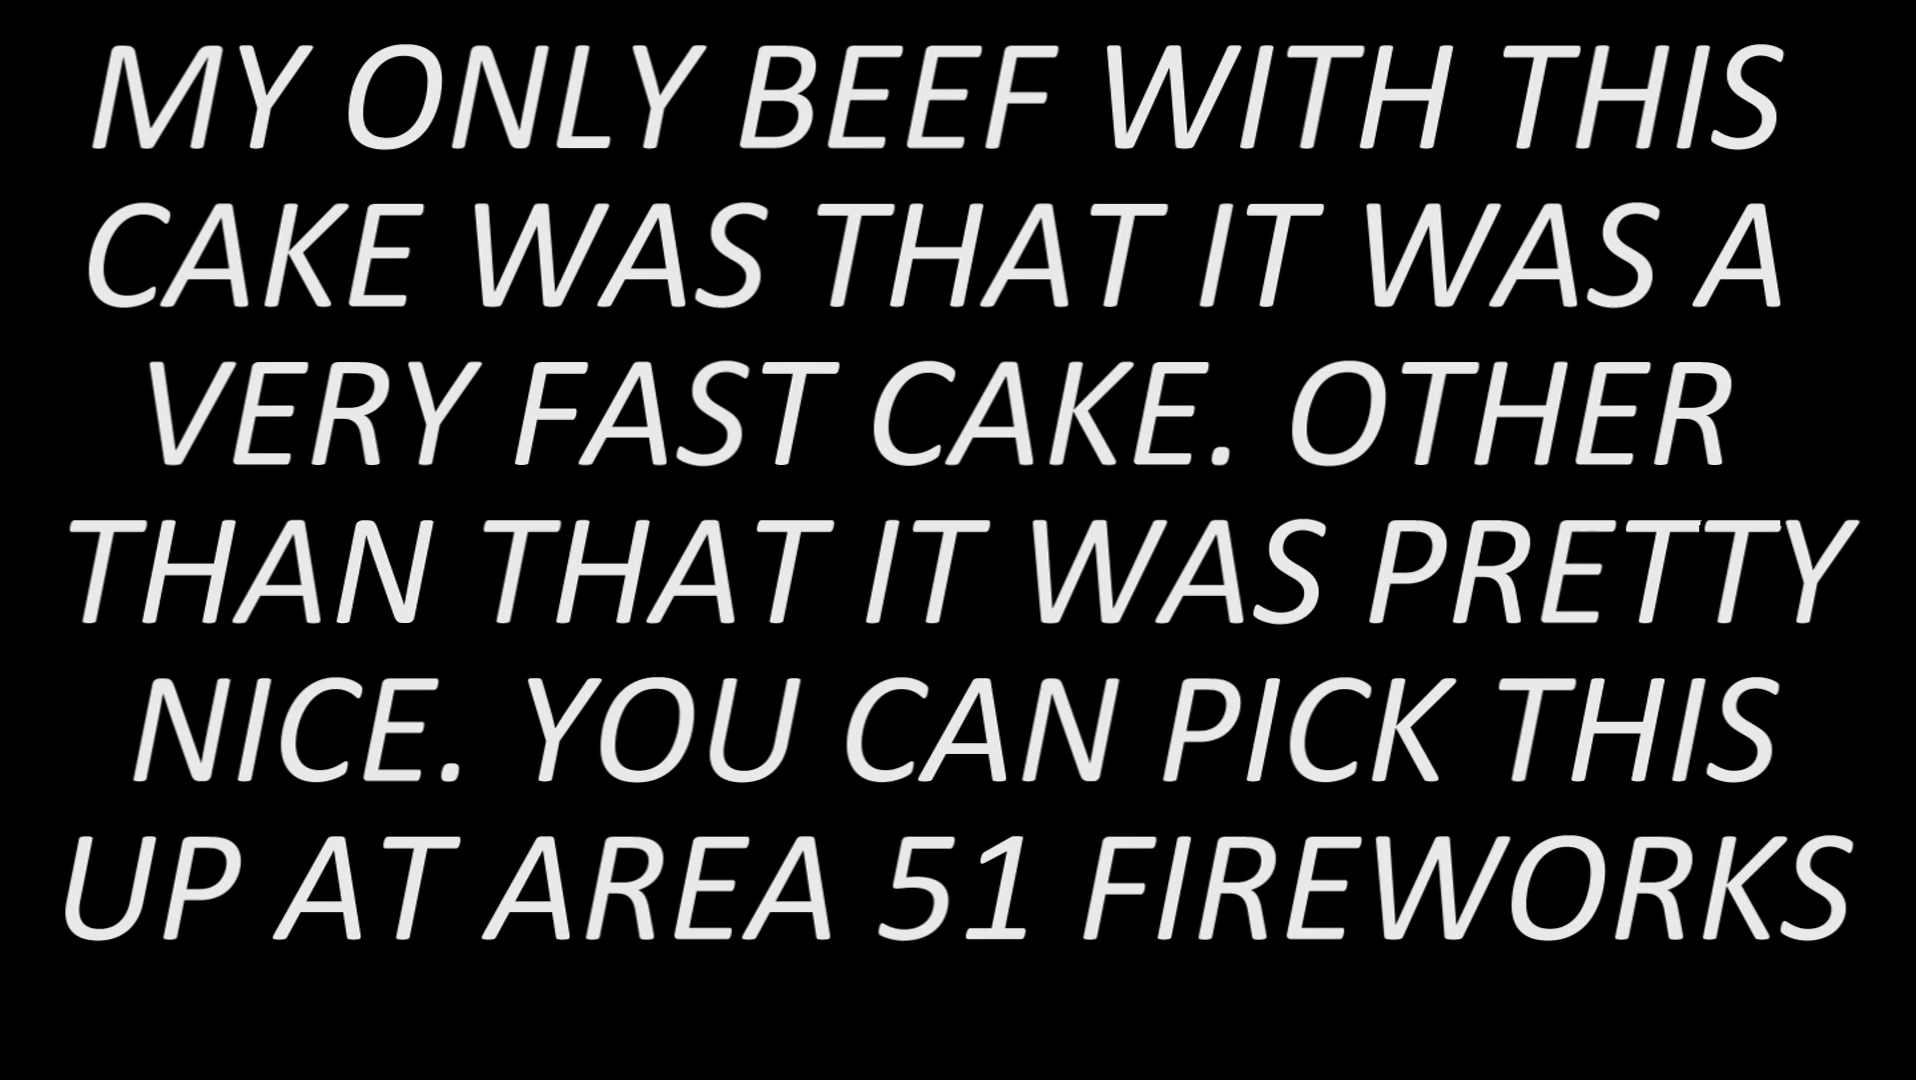 MY ONLY BEEF WITH THIS
CAKE WAS THAT IT WAS A
VERY FAST CAKE. OTHER
THAN THAT IT WAS PRETTY
NICE. YOU CAN PICK THIS
UP AT AREA 51 FIREWORKS